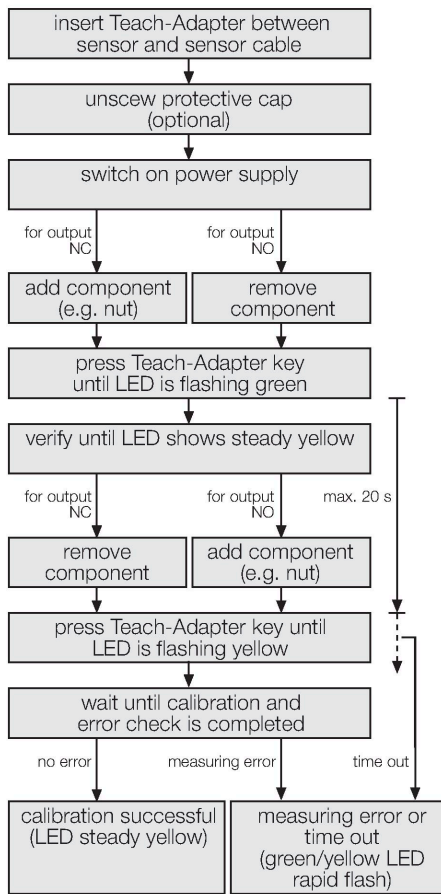 insert Teach-Adapter between
sensor and sensor cable
unscew protective cap
(optional)
switch on power supply
for output
NC
for output
NO
add component
(e.g. nut)
remove
component
press Teach-Adapter key
until LED is flashing green
verify until LED shows steady yellow
for output
NC
for output
NO
max. 20 s
remove
component
add component
(e.g. nut)
press Teach-Adapter key until
LED is flashing yellow
wait until calibration and
error check is completed
no error
measuring error
time out
calibration successful
(LED steady yellow)
measuring error or
time out
(green/yellow LED
rapid flash)